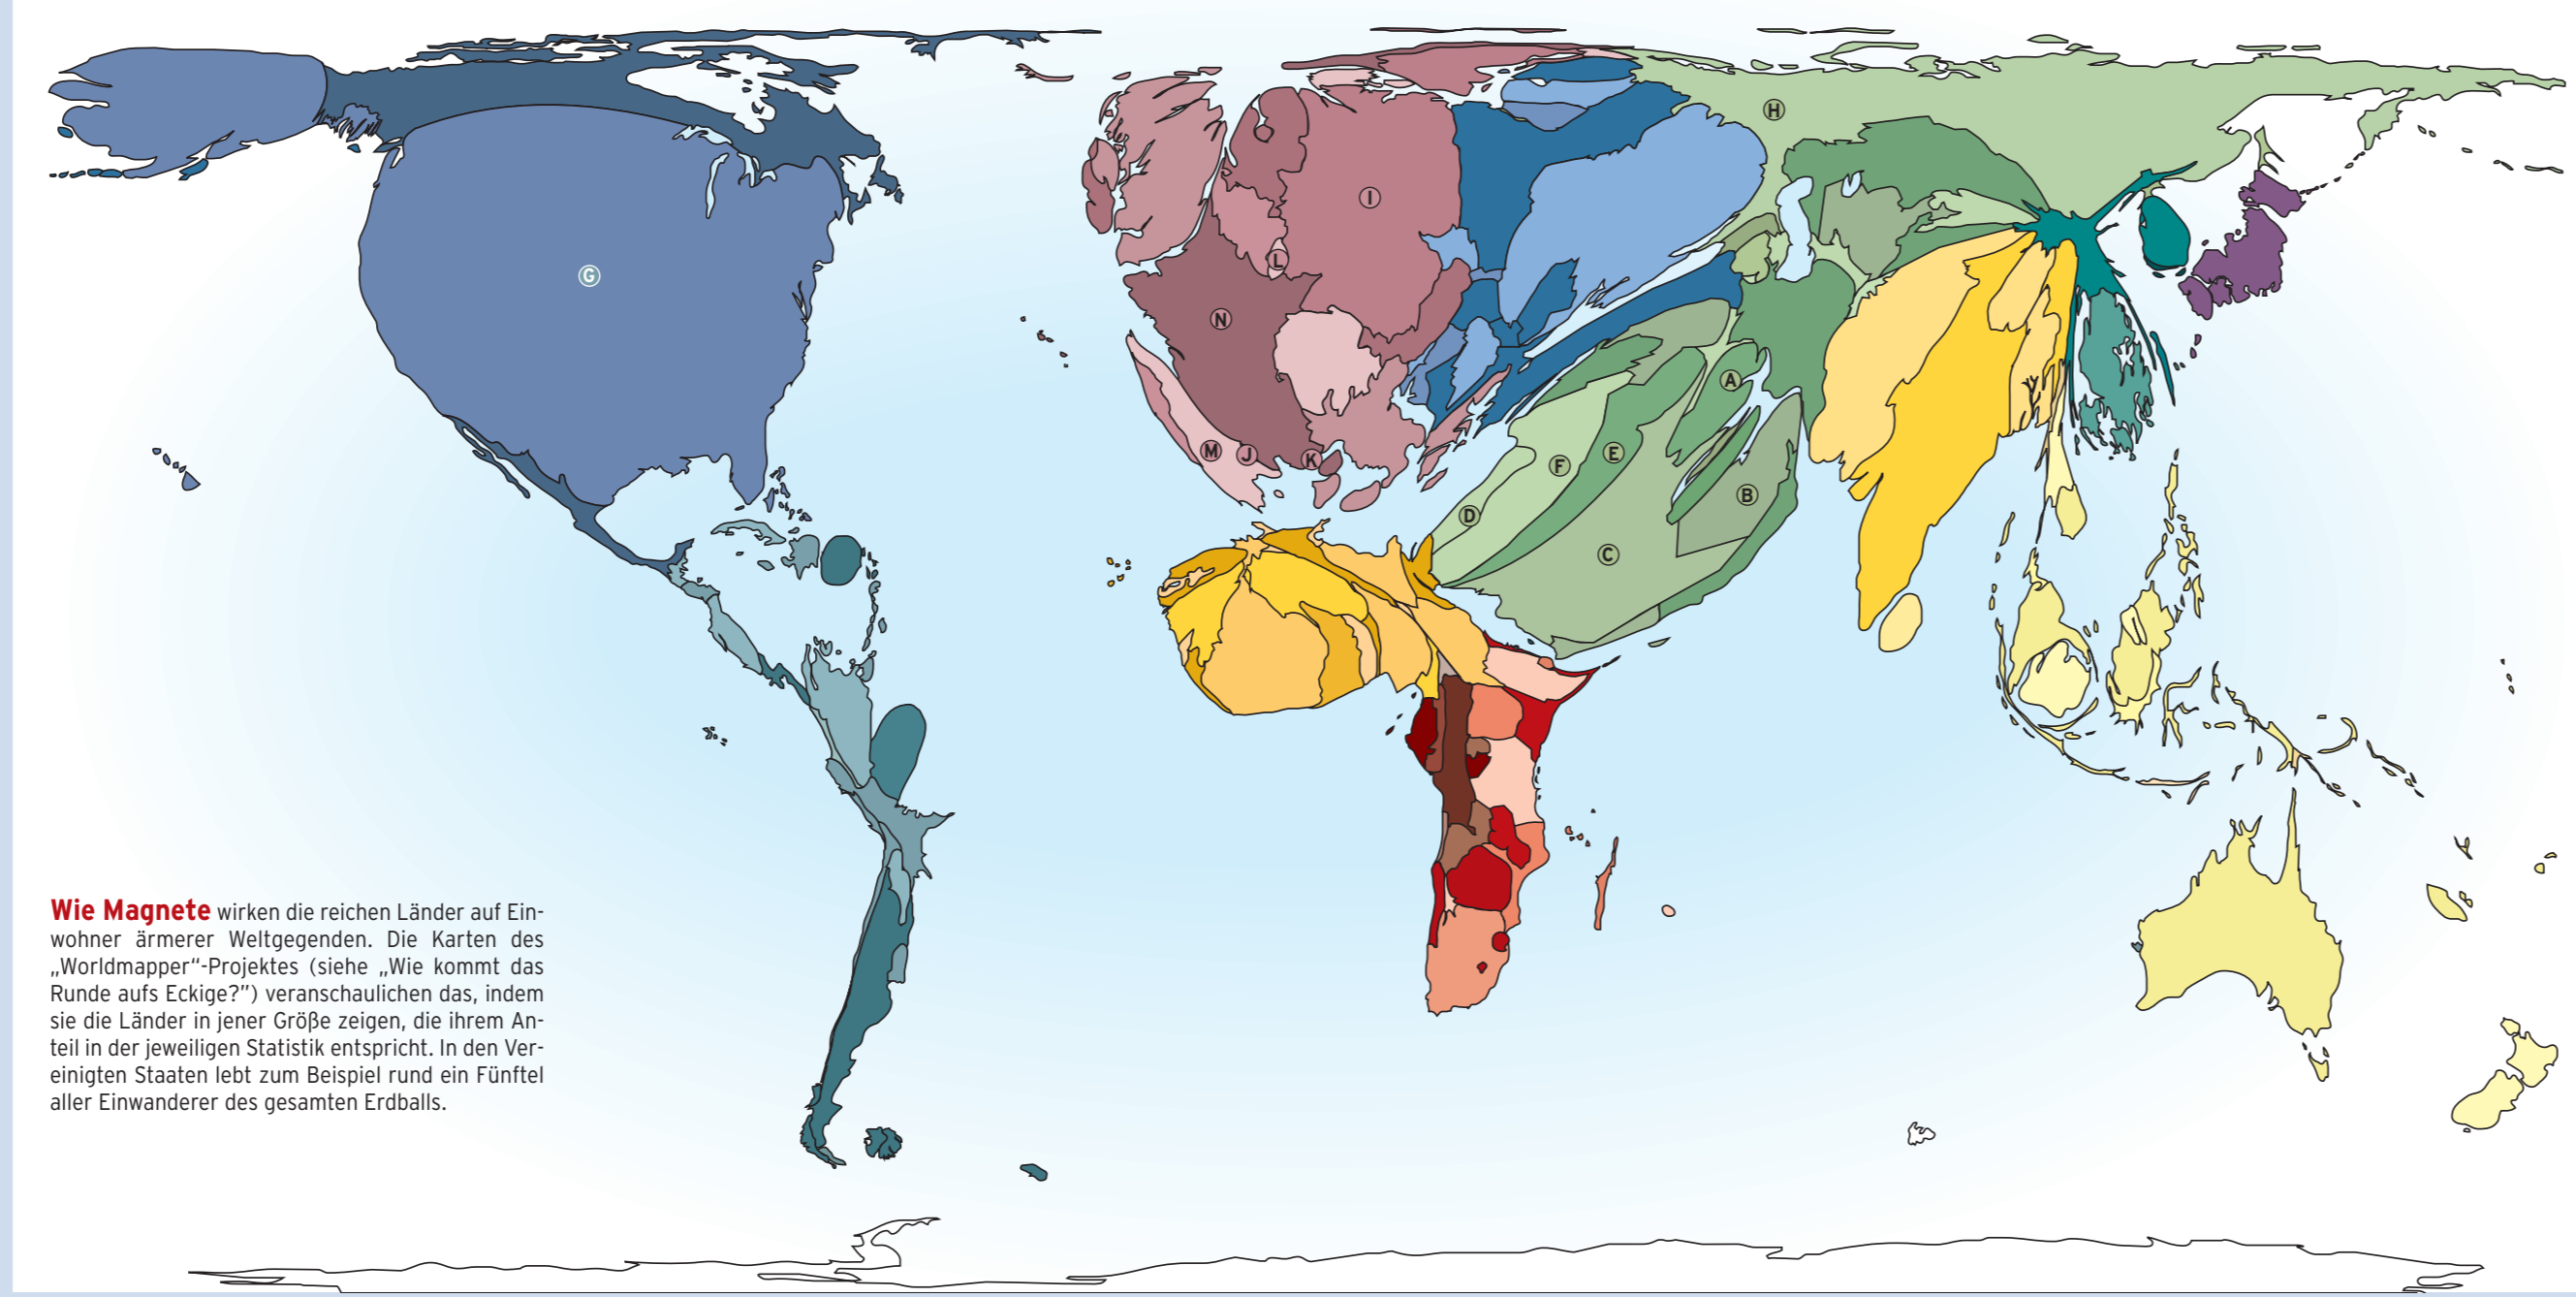 H
I
L
G
N
A
M
J
K
F
E
B
D
C
Wie Magnete wirken die reichen Länder auf Ein-
wohner ärmerer Weltgegenden. Die Karten des
„Worldmapper“-Projektes (siehe „Wie kommt das
Runde aufs Eckige?”) veranschaulichen das, indem
sie die Länder in jener Größe zeigen, die ihrem An-
teil in der jeweiligen Statistik entspricht. In den Ver-
einigten Staaten lebt zum Beispiel rund ein Fünftel
aller Einwanderer des gesamten Erdballs.